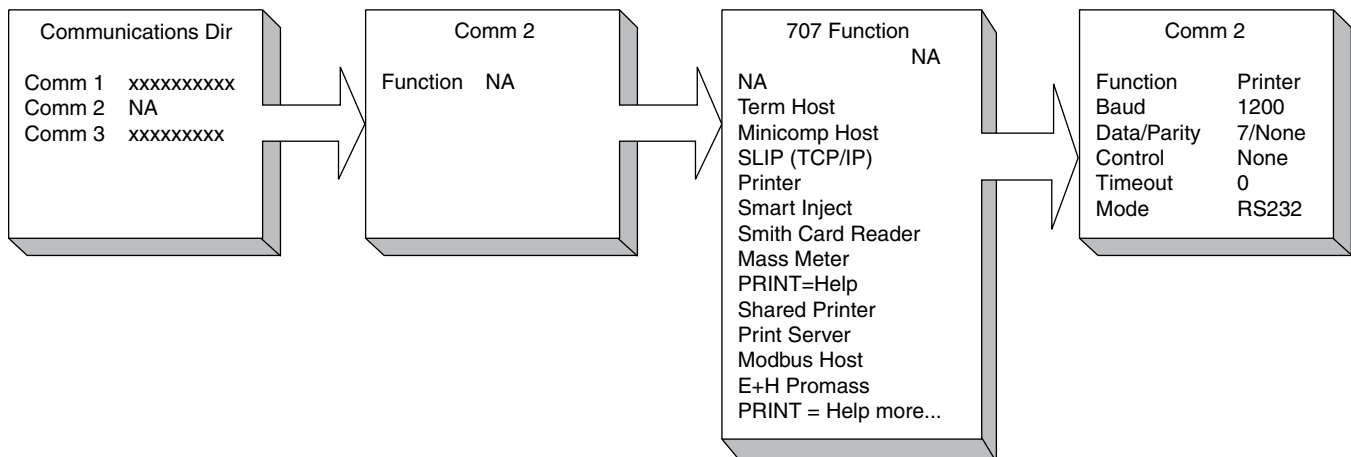 Communications Dir
Comm 1 xxxxxxxxxx
Comm 2 NA
Comm 3 xxxxxxxxx
Comm 2
Function NA
707 Function
NA
NA
Term Host
Minicomp Host
SLIP (TCP/IP)
Printer
Smart Inject
Smith Card Reader
Mass Meter
PRINT=Help
Shared Printer
Print Server
Modbus Host
E+H Promass
PRINT = Help more...
Comm 2
Function Printer
Baud 1200
Data/Parity 7/None
Control None
Timeout 0
Mode RS232